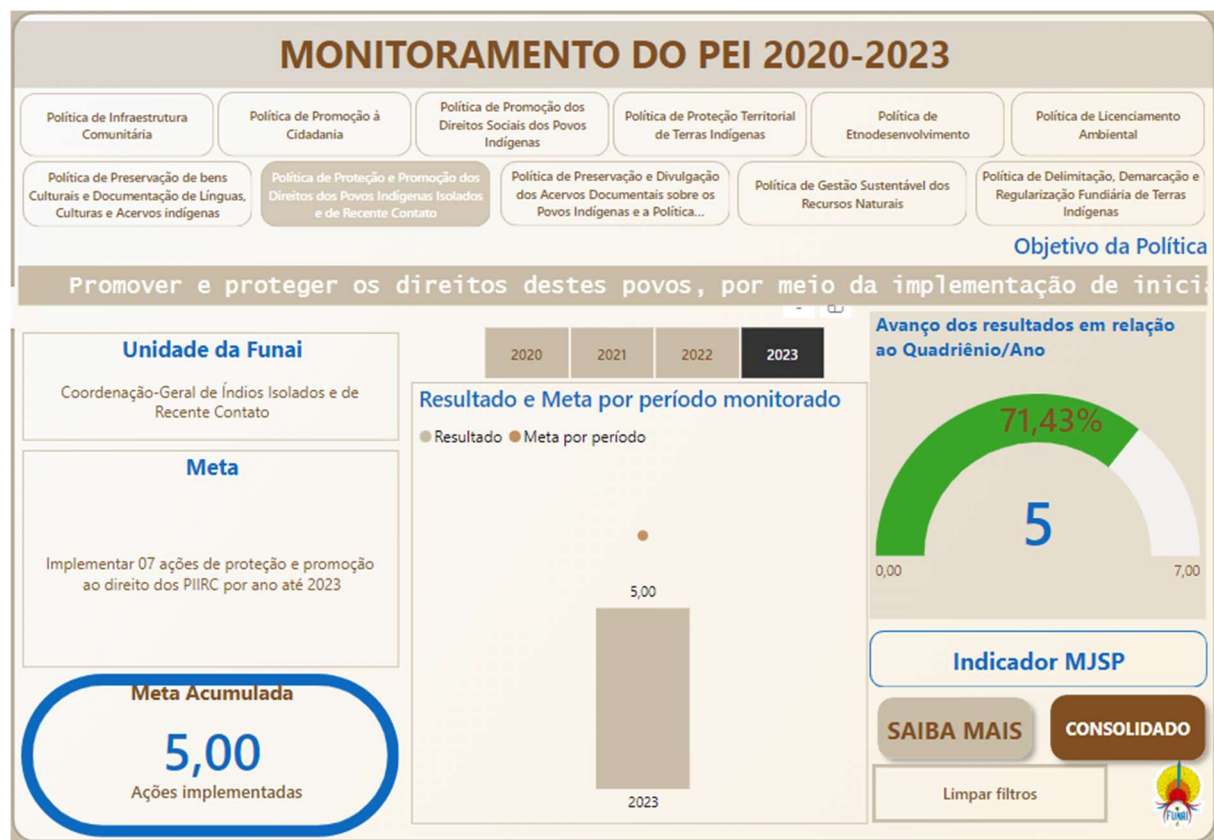 MONITORAMENTO DO PEI 2020-2023
Política de Infraestrutura
Comunitária
Política de Promoção à
Cidadania
Política de Promoção dos
Direitos Sociais dos Povos
Indígenas
Política de Proteção Territorial
de Terras Indígenas
Política de
Etnodesenvolvimento
Política de Licenciamento
Ambiental
Política de Preservação de bens
Culturais e Documentação de Línguas,
Culturas e Acervos indígenas
Política de Proteção e Promoção dos
Direitos dos Povos Indígenas Isolados
e de Recente Contato
Política de Preservação e Divulgação
dos Acervos Documentais sobre os
Povos Indígenas e a Política...
Política de Gestão Sustentável dos
Recursos Naturais
Política de Delimitação, Demarcação e
Regularização Fundiária de Terras
Indígenas
Objetivo da Política
Promover e proteger os direitos destes povos, por meio da implementação de inici
Unidade da Funai
Coordenação-Geral de Índios Isolados e de
Recente Contato
Meta
Implementar 07 ações de proteção e promoção
ao direito dos PIIRC por ano até 2023
Meta Acumulada
5,00
Ações implementadas
2020
2021
2022
2023
Resultado e Meta por período monitorado
Resultado
Meta por período
5,00
2023
Avanço dos resultados em relação
ao Quadriênio/Ano
71,43%
5
0,00
7,00
Indicador MJSP
SAIBA MAIS
CONSOLIDADO
Limpar filtros
FUNAI